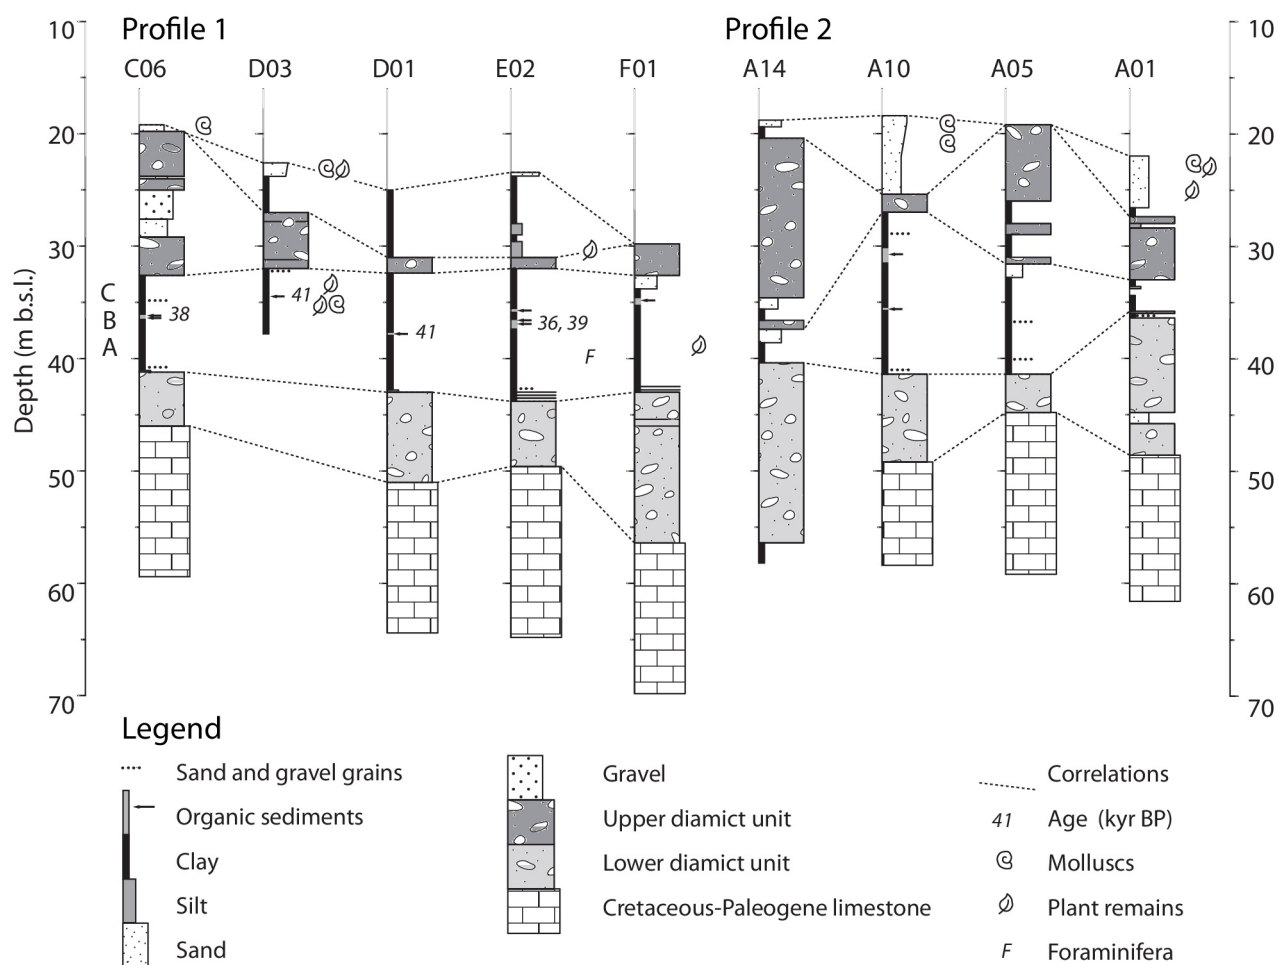 Profile 1 Profile 2
C06 D03 D01 E02 F01 A14 A10 A05 A01
10 10
20 20
30 30
40 40
50 50
60 60
70 70
Depth (m b.s.l.)
C
B
A
38
41
41
36, 39
F
Legend
Sand and gravel grains
Organic sediments
Clay
Silt
Sand
Gravel
Upper diamict unit
Lower diamict unit
Cretaceous-Paleogene limestone
Correlations
41 Age (kyr BP)
Molluscs
Plant remains
F Foraminifera